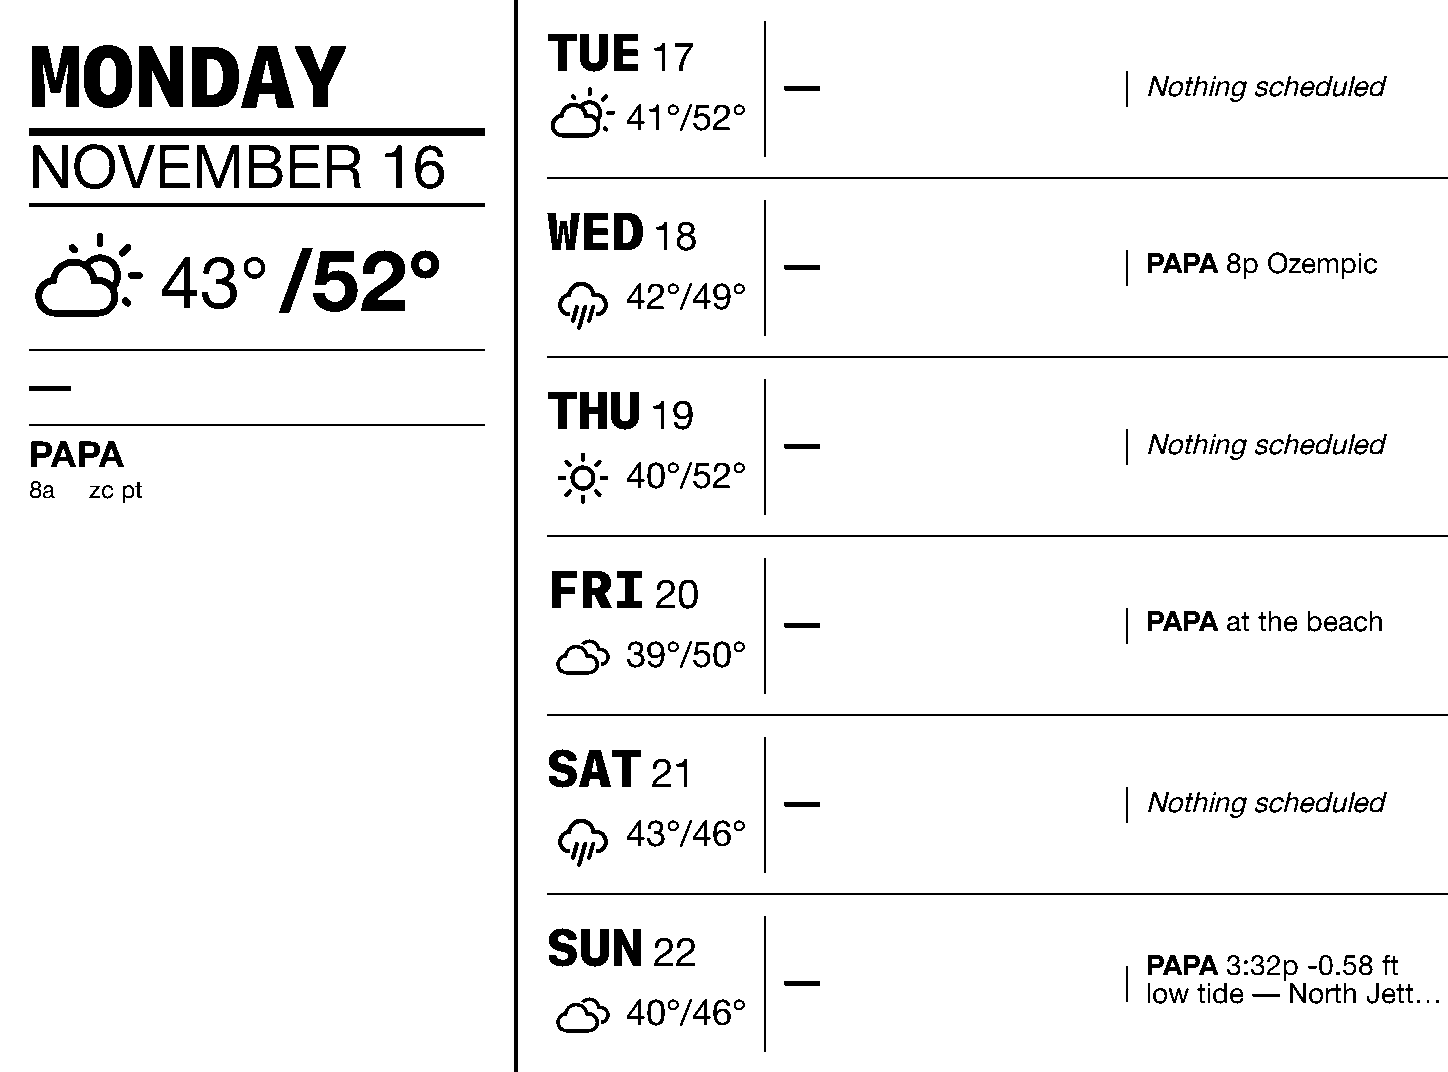 MONDAY
NOVEMBER 16
43° /52°
—
PAPA
8a zc pt
TUE 17
41°/52°
—
Nothing scheduled
WED 18
42°/49°
—
PAPA 8p Ozempic
THU 19
40°/52°
—
Nothing scheduled
FRI 20
39°/50°
—
PAPA at the beach
SAT 21
43°/46°
—
Nothing scheduled
SUN 22
40°/46°
—
PAPA 3:32p -0.58 ft
low tide — North Jett…